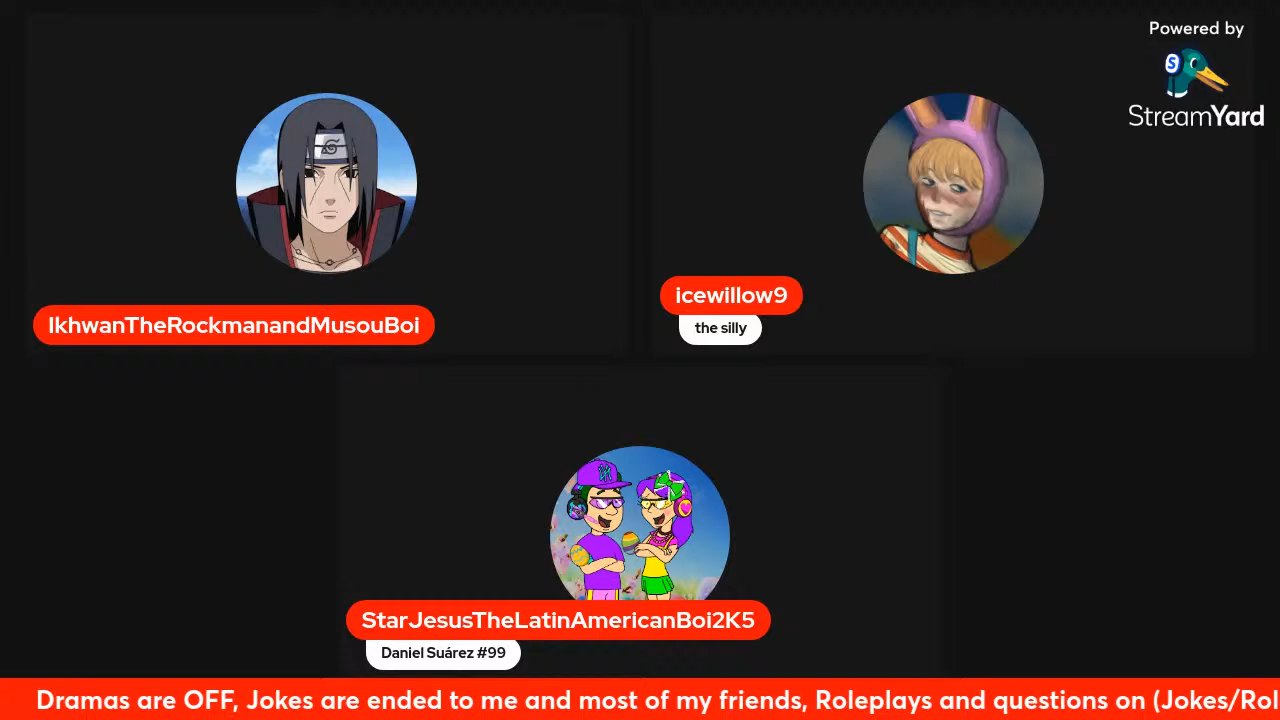 Powered by
StreamYard
IkhwanTheRockmanandMusouBoi
icewillow9
the silly
StarJesusTheLatinAmericanBoi2K5
Daniel Suárez #99
Dramas are OFF, Jokes are ended to me and most of my friends, Roleplays and questions on (Jokes/Rol